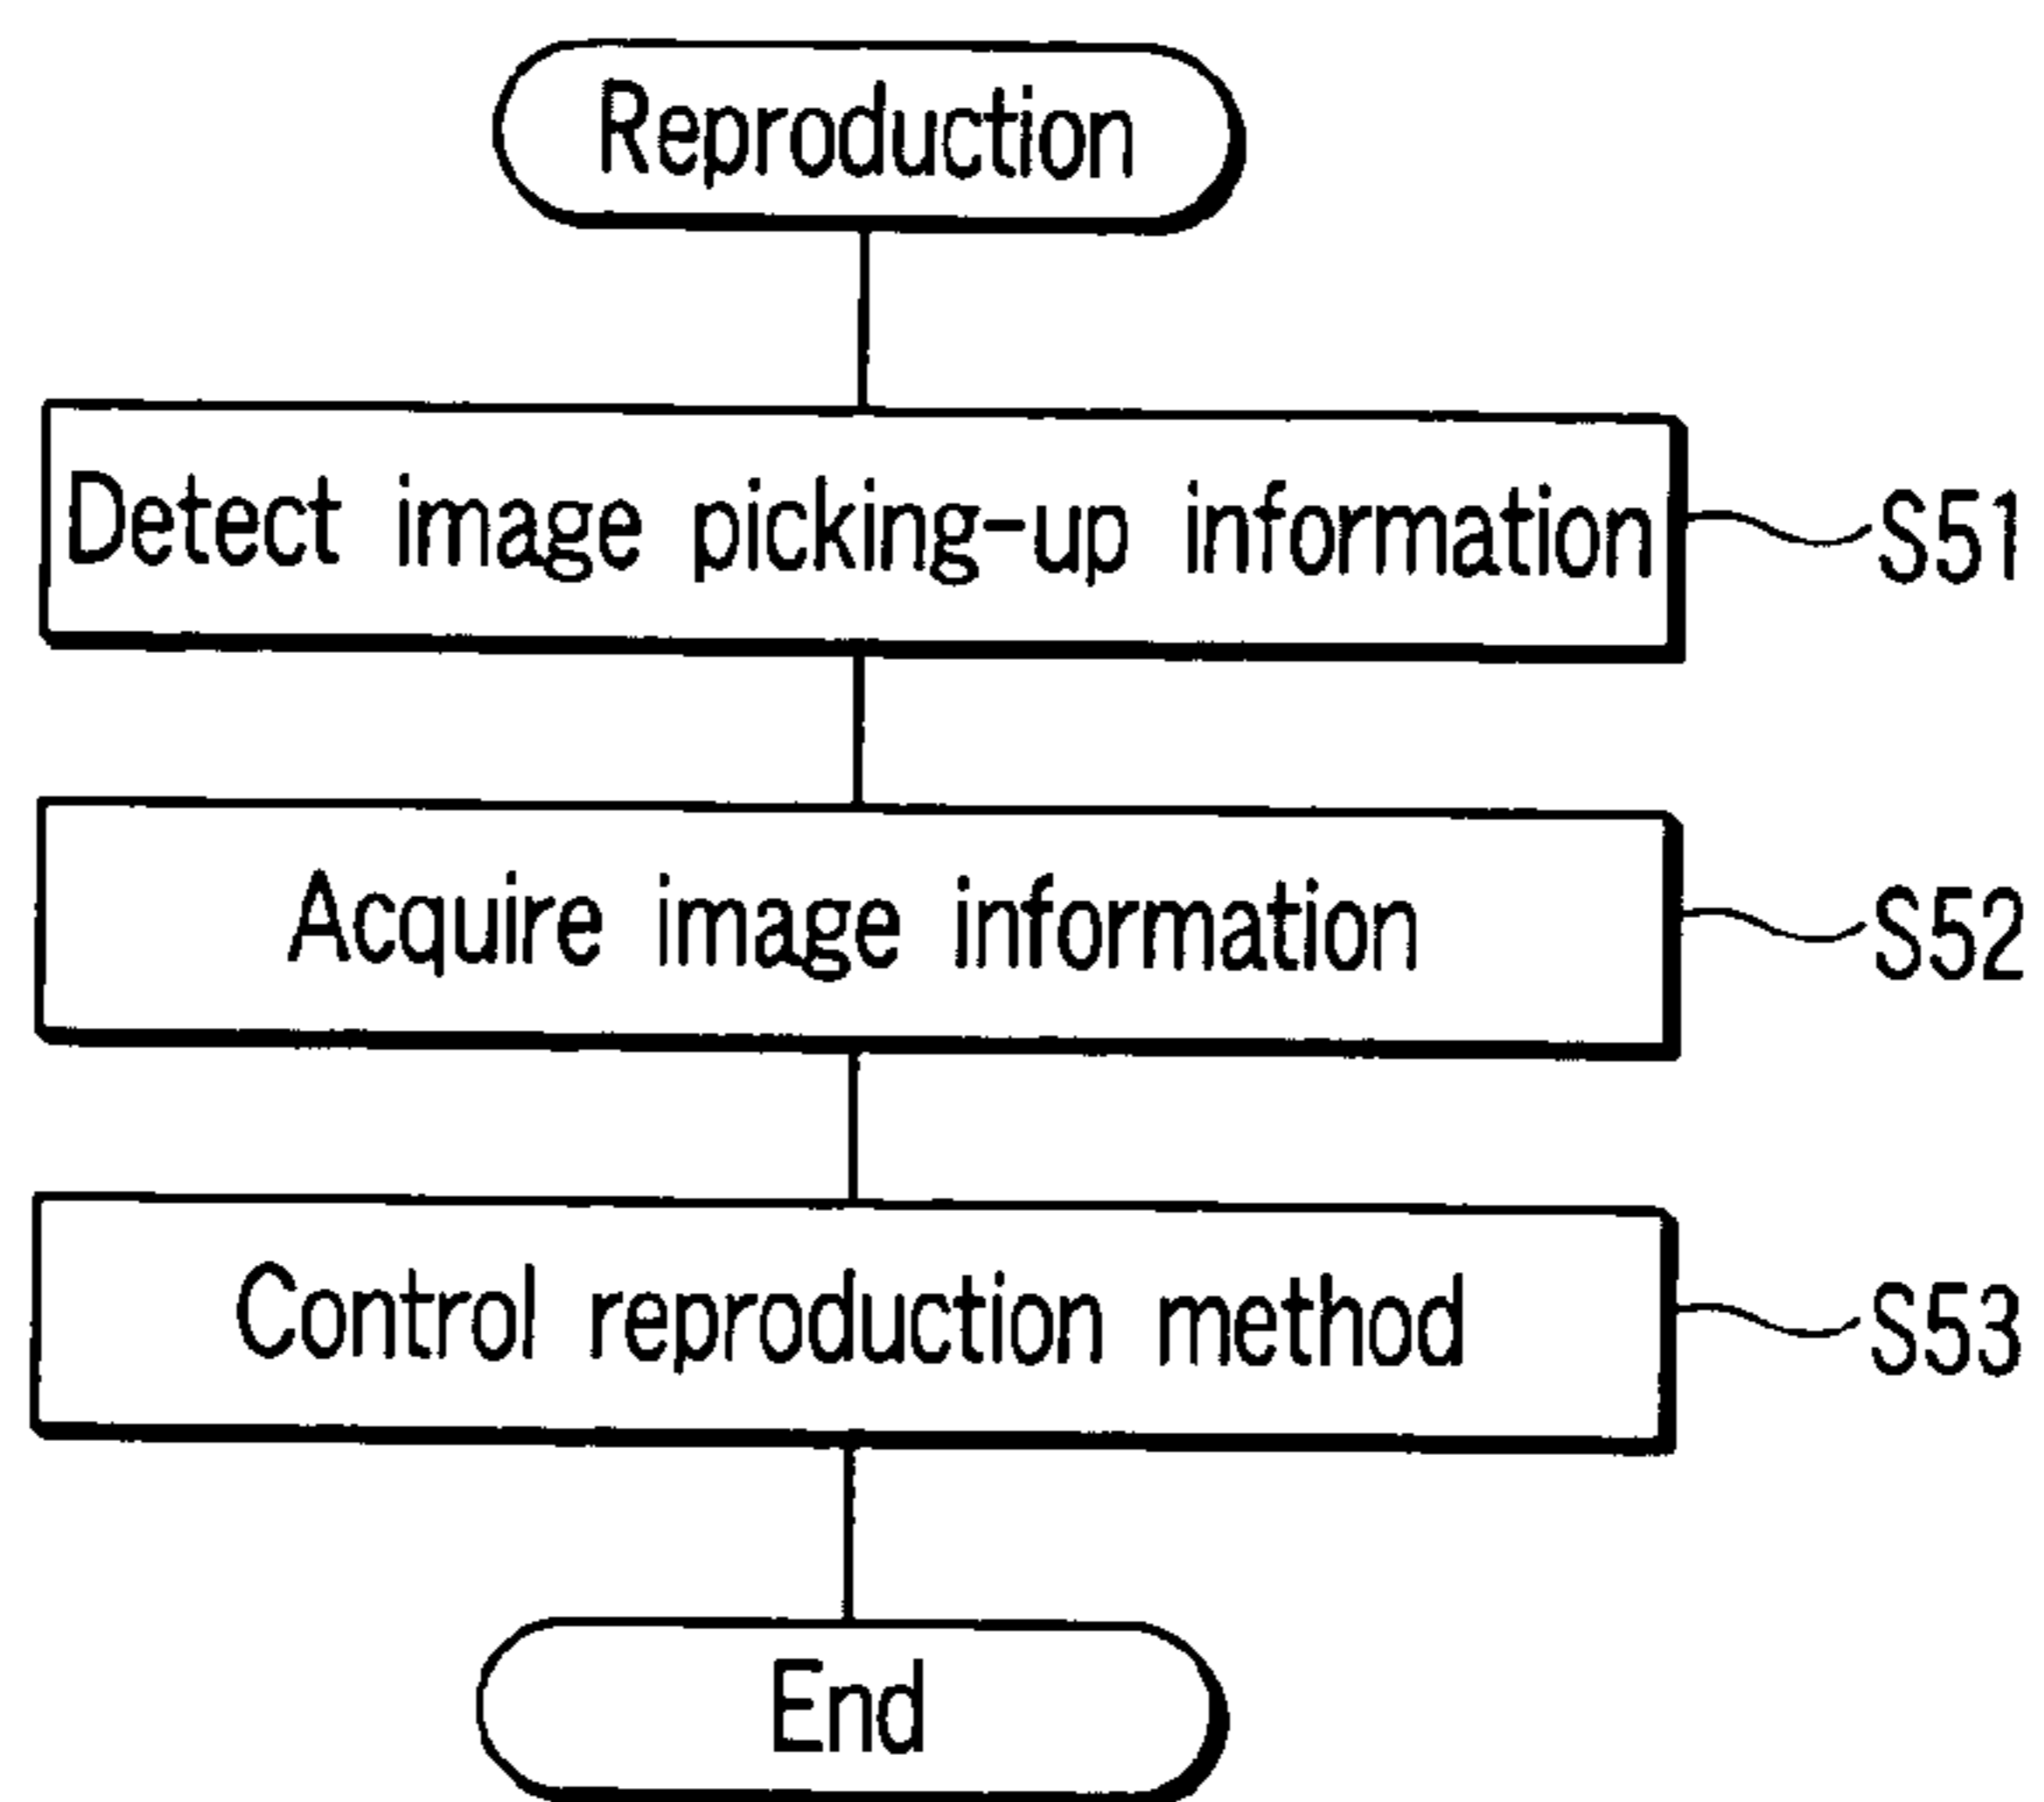 Reproduction
Detect image picking-up information
S51
Acquire image information
S52
Control reproduction method
S53
End